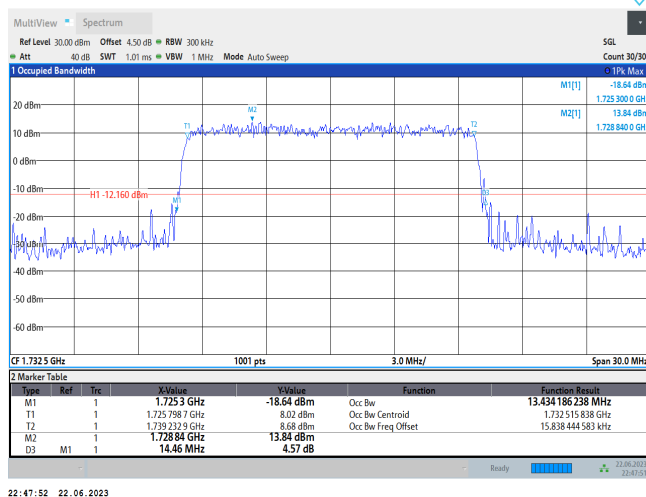 MultiView Spectrum
Ref Level 30.00 dBm Offset 4.50 dB RBW 300 kHz SGL
Att 40 dB SWT 1.01 ms VBW 1 MHz Mode Auto Sweep Count 30/30
1 Occupied Bandwidth 1Pk Max
M1[1] -18.64 dBm
1.725 300 0 GHz
M2[1] 13.84 dBm
1.728 840 0 GHz
20 dBm
M2
T1
T2
10 dBm
0 dBm
-10 dBm
H1 -12.160 dBm
M1
D3
-20 dBm
-30 dBm
-40 dBm
-50 dBm
-60 dBm
CF 1.732 5 GHz 1001 pts 3.0 MHz/ Span 30.0 MHz
2 Marker Table
Type Ref Trc X-Value Y-Value Function Function Result
M1 1 1.725 3 GHz -18.64 dBm Occ Bw 13.434 186 238 MHz
T1 1 1.725 798 7 GHz 8.02 dBm Occ Bw Centroid 1.732 515 838 GHz
T2 1 1.739 232 9 GHz 8.68 dBm Occ Bw Freq Offset 15.838 444 583 kHz
M2 1 1.728 84 GHz 13.84 dBm
D3 M1 1 14.46 MHz 4.57 dB
Ready 22.06.2023
22:47:51
22:47:52 22.06.2023